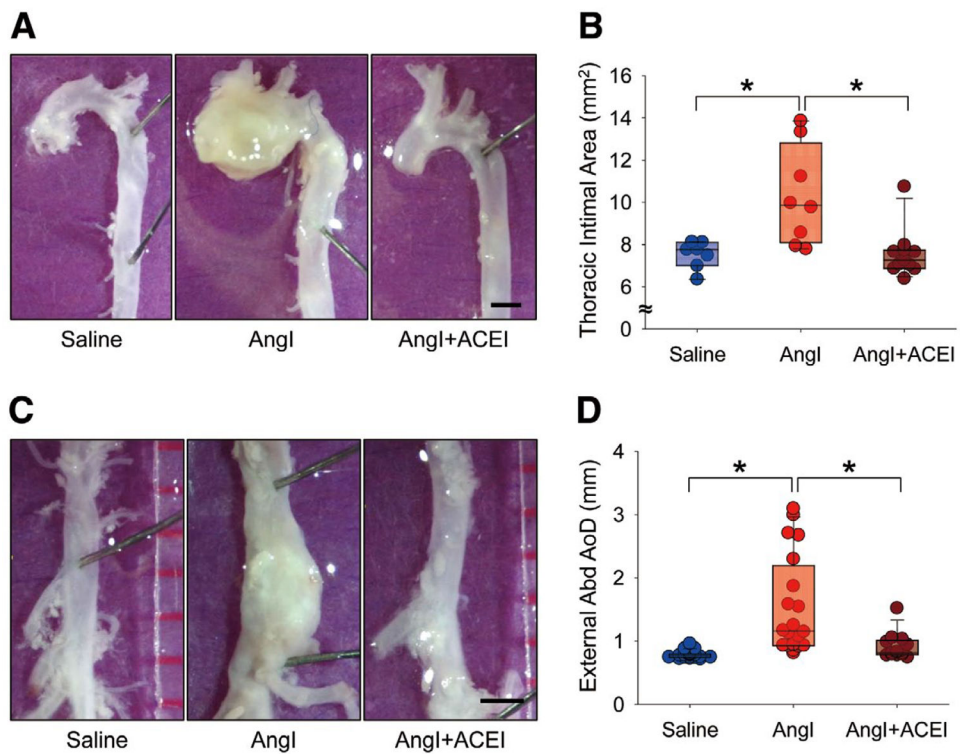 A
Saline
AngI
AngI+ACEI
B
Thoracic Intimal Area (mm²)
16
14
12
10
8
6
≈
0
*
*
Saline
AngI
AngI+ACEI
C
Saline
AngI
AngI+ACEI
D
External Abd AoD (mm)
4
3
2
1
0
*
*
Saline
AngI
AngI+ACEI